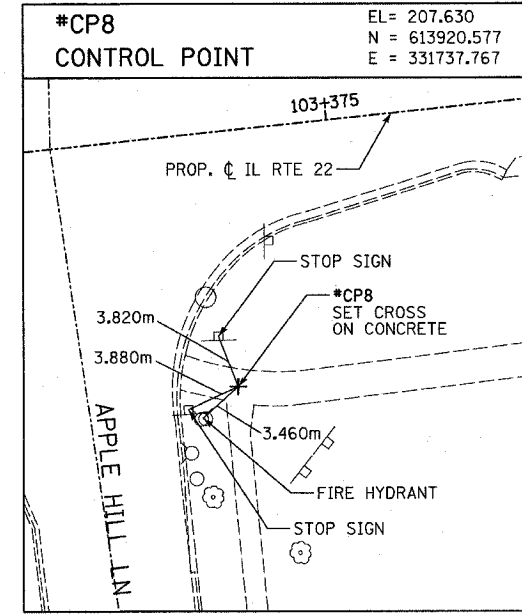 #CP8
CONTROL POINT
EL= 207.630
N = 613920.577
E = 331737.767
103+375
PROP. ℄ IL RTE 22
STOP SIGN
#CP8
SET CROSS
ON CONCRETE
3.820m
3.880m
3.460m
APPLE HILL LN
FIRE HYDRANT
STOP SIGN